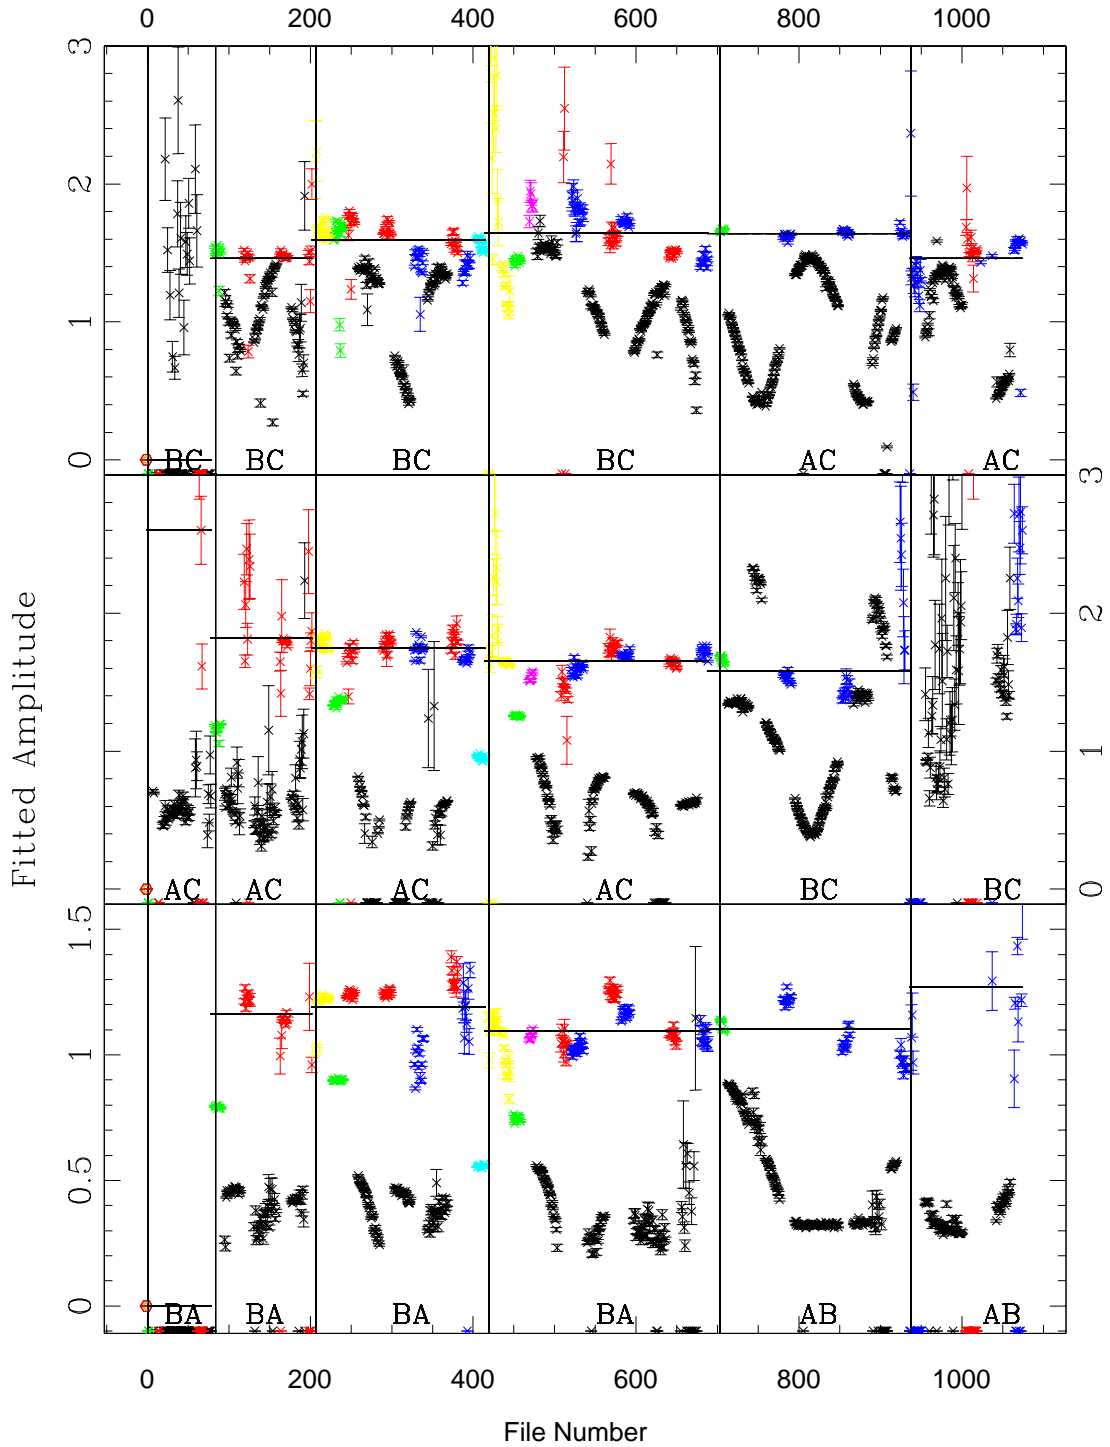 0 200 400 600 800 1000
3
2
1
0
BC BC BC BC AC AC
3
2
1
0
AC AC AC AC BC BC
1.5
1
0.5
0
BA BA BA BA AB AB
Fitted Amplitude
0 200 400 600 800 1000
File Number